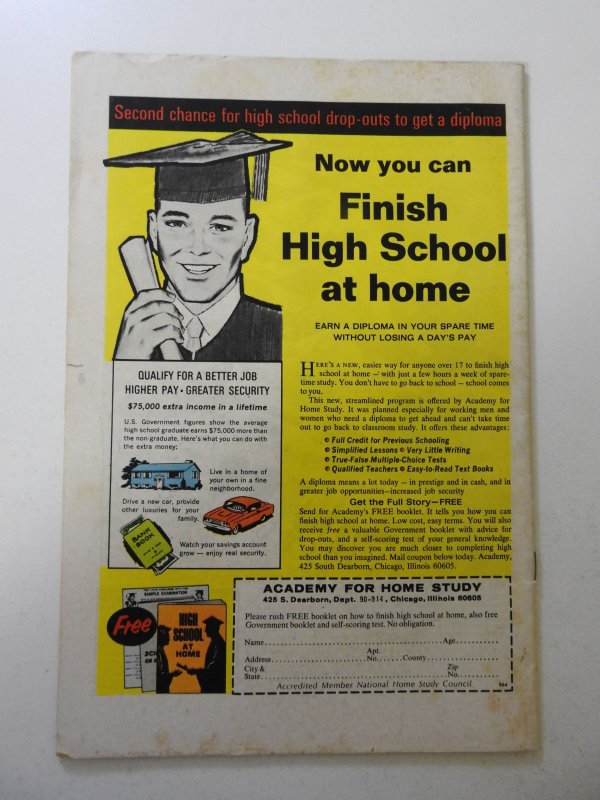 Second chance for high school drop-outs to get a diploma
Now you can
Finish
High School
at home
EARN A DIPLOMA IN YOUR SPARE TIME
WITHOUT LOSING A DAY'S PAY
HERE'S A NEW, easier way for anyone over 17 to finish high
school at home — with just a few hours a week of spare-
time study. You don't have to go back to school — school comes
to you.
This new, streamlined program is offered by Academy for
Home Study. It was planned especially for working men and
women who need a diploma to get ahead and can't take time
out to go back to classroom study. It offers these advantages:
Full Credit for Previous Schooling
Simplified Lessons Very Little Writing
True-False Multiple-Choice Tests
Qualified Teachers Easy-to-Read Text Books
A diploma means a lot today — in prestige and in cash, and in
greater job opportunities—increased job security
Get the Full Story—FREE
Send for Academy's FREE booklet. It tells you how you can
finish high school at home. Low cost, easy terms. You will also
receive free a valuable Government booklet with advice for
drop-outs, and a self-scoring test of your general knowledge.
You may discover you are much closer to completing high
school than you imagined. Mail coupon below today. Academy,
425 South Dearborn, Chicago, Illinois 60605.
QUALIFY FOR A BETTER JOB
HIGHER PAY • GREATER SECURITY
$75,000 extra income in a lifetime
U.S. Government figures show the average
high school graduate earns $75,000 more than
the non-graduate. Here's what you can do with
the extra money:
Live in a home of
your own in a fine
neighborhood.
Drive a new car, provide
other luxuries for your
family.
BANK
BOOK
Watch your savings account
grow — enjoy real security.
SAMPLE EXAMINATION
Free
HIGH
SCHOOL
AT HOME
ACADEMY FOR HOME STUDY
425 S. Dearborn, Dept. 90-914, Chicago, Illinois 60605
Please rush FREE booklet on how to finish high school at home, also free
Government booklet and self-scoring test. No obligation.
Name Age
Apt.
Address No. County
City & Zip
State No.
Accredited Member National Home Study Council